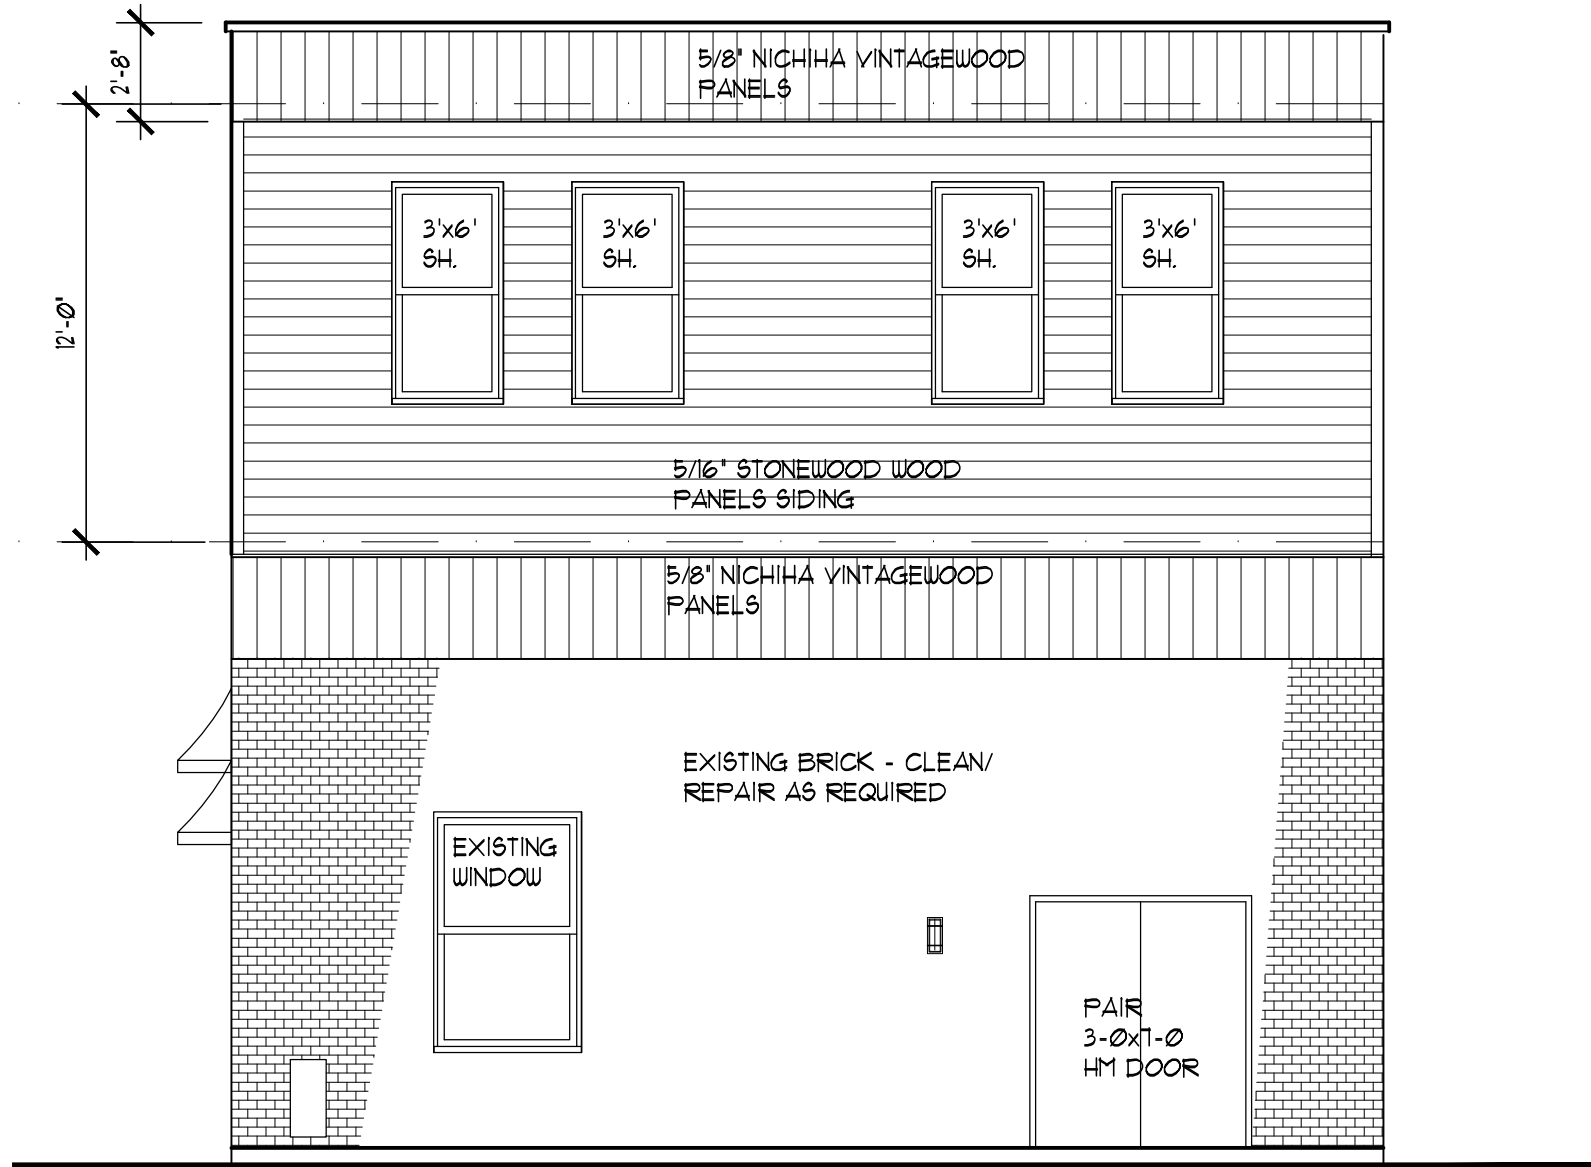 5/8" NICHIHA VINTAGEWOOD
PANELS
2'-8"
3'x6'
SH.
3'x6'
SH.
3'x6'
SH.
3'x6'
SH.
12'-0"
5/16" STONEWOOD WOOD
PANELS SIDING
5/8" NICHIHA VINTAGEWOOD
PANELS
EXISTING BRICK - CLEAN/
REPAIR AS REQUIRED
EXISTING
WINDOW
PAIR
3-0x7-0
HM DOOR